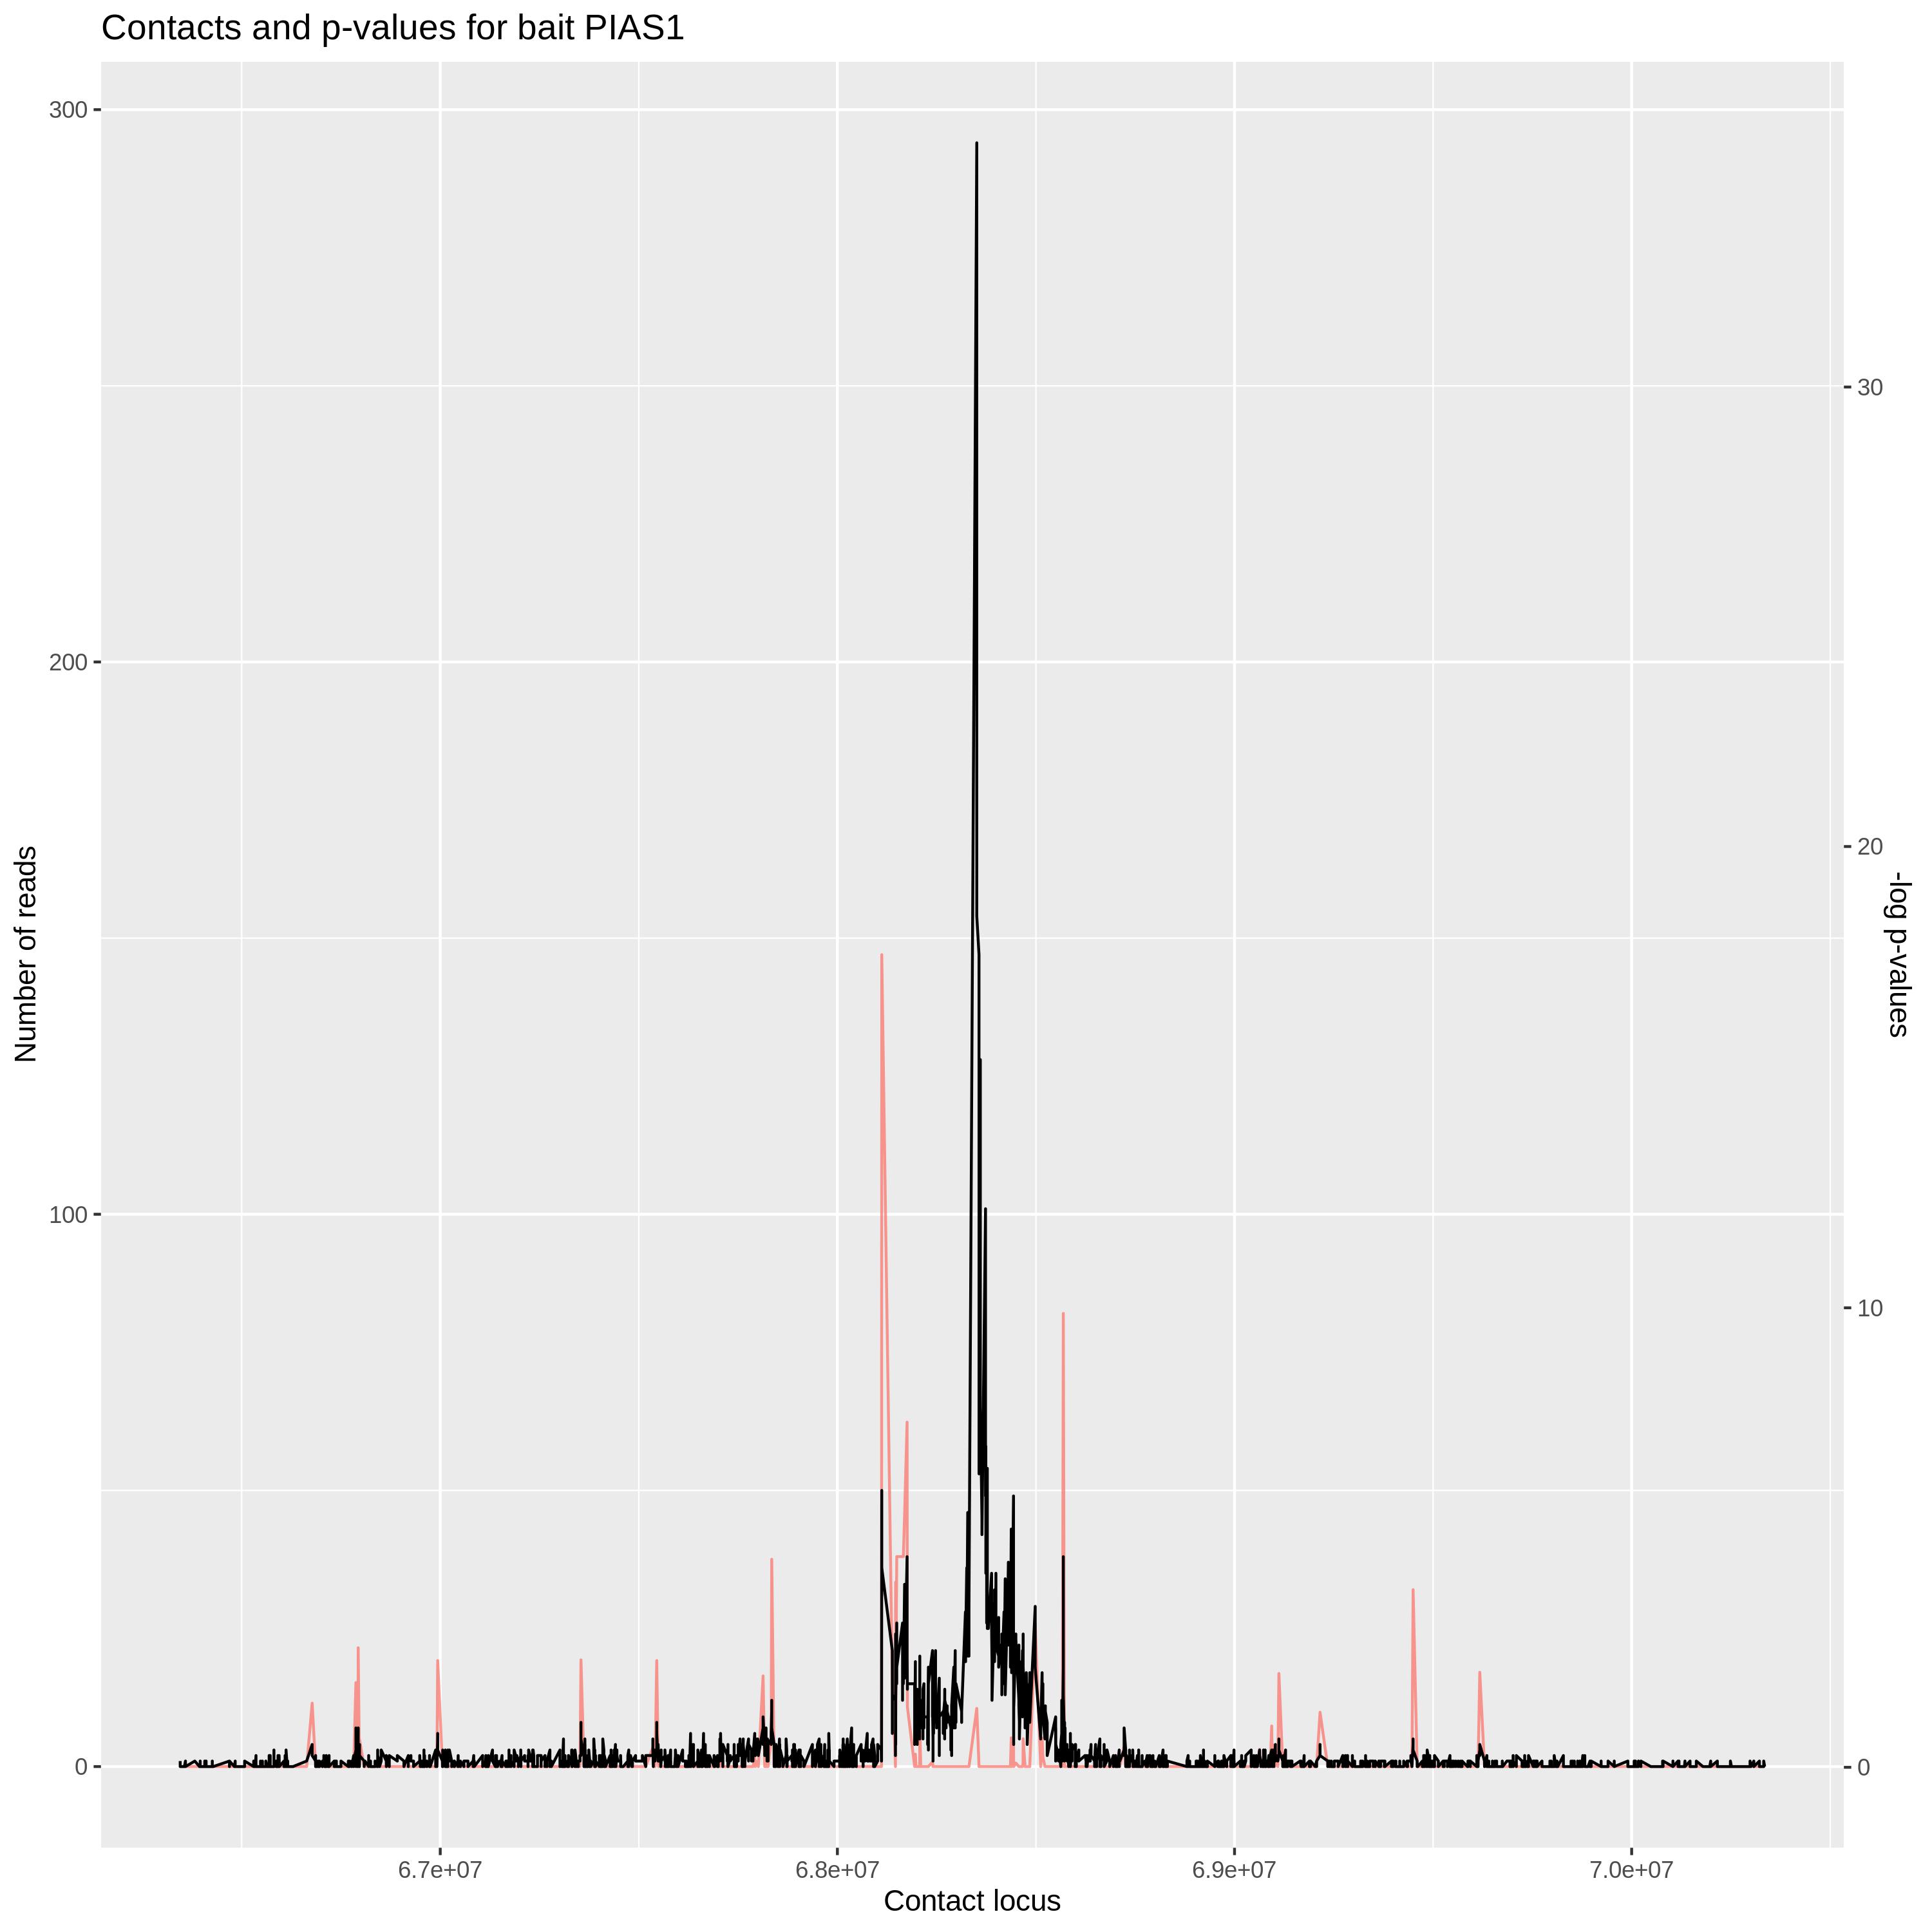 Contacts and p-values for bait PIAS1
300
200
100
0
Number of reads
30
20
10
0
-log p-values
6.7e+07
6.8e+07
6.9e+07
7.0e+07
Contact locus